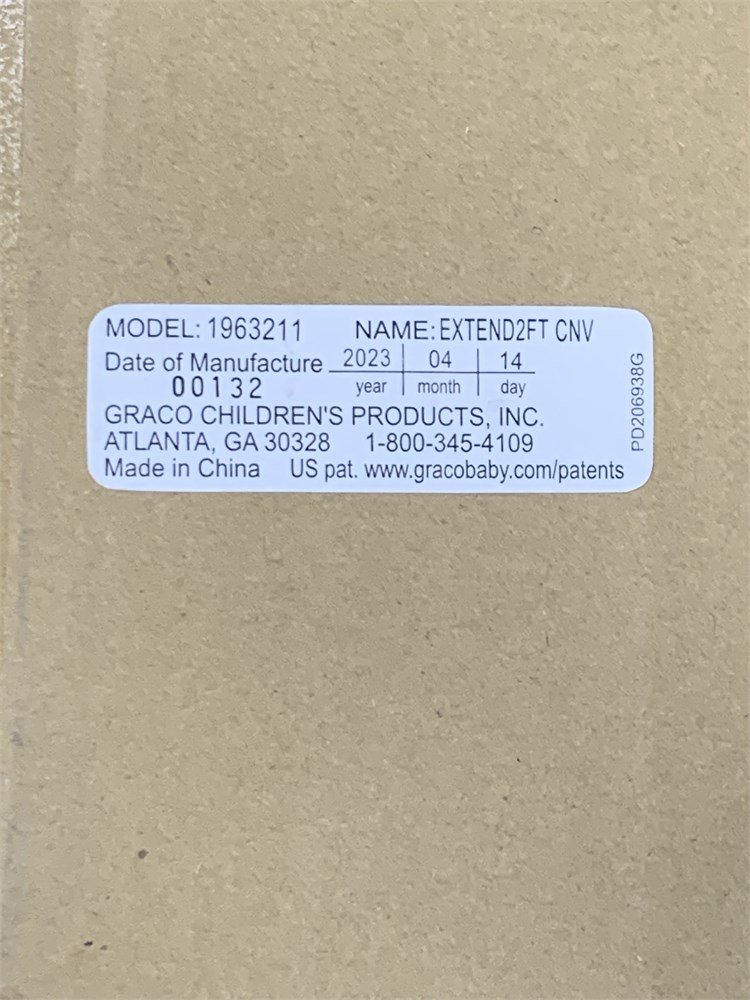 MODEL: 1963211 NAME: EXTEND2FT CNV
Date of Manufacture 2023 04 14
00132 year month day
GRACO CHILDREN'S PRODUCTS, INC.
ATLANTA, GA 30328 1-800-345-4109
Made in China US pat. www.gracobaby.com/patents
PD206938G